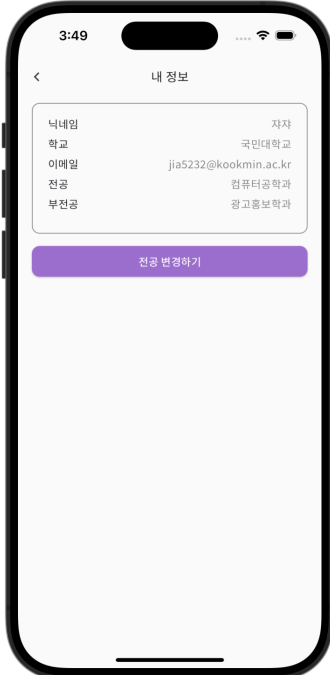 3:49
내 정보
닉네임 쟈쟈
학교 국민대학교
이메일 jia5232@kookmin.ac.kr
전공 컴퓨터공학과
부전공 광고홍보학과
전공 변경하기